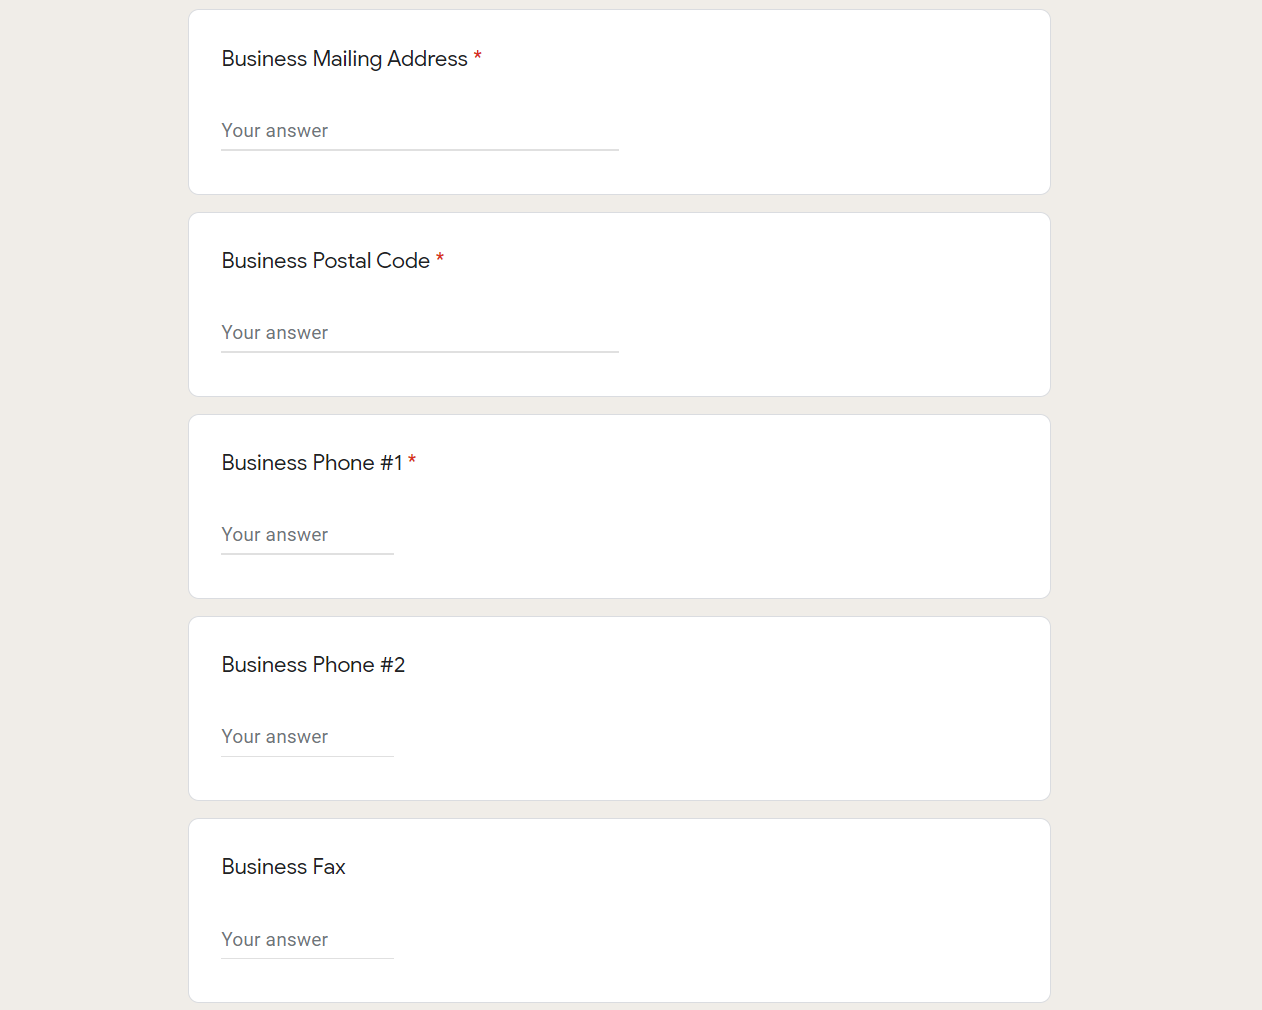 Business Mailing Address *
Your answer
Business Postal Code *
Your answer
Business Phone #1 *
Your answer
Business Phone #2
Your answer
Business Fax
Your answer